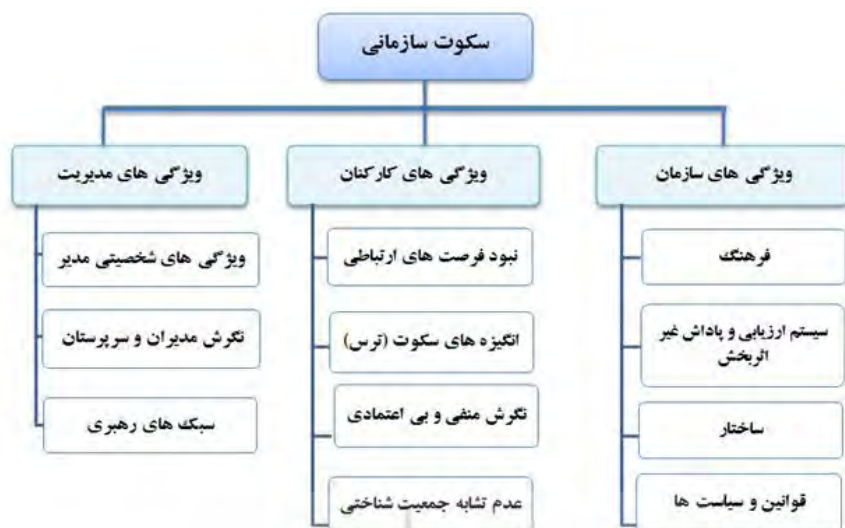 سکوت سازمانی
ویژگی های سازمان
فرهنگ
سیستم ارزیابی و پاداش غیر
اثربخش
ساختار
قوانین و سیاست ها
ویژگی های کارکنان
نبود فرصت های ارتباطی
انگیزه های سکوت (ترس)
نگرش منفی و بی اعتمادی
عدم تشابه جمعیت شناختی
ویژگی های مدیریت
ویژگی های شخصیتی مدیر
نگرش مدیران و سرپرستان
سبک های رهبری